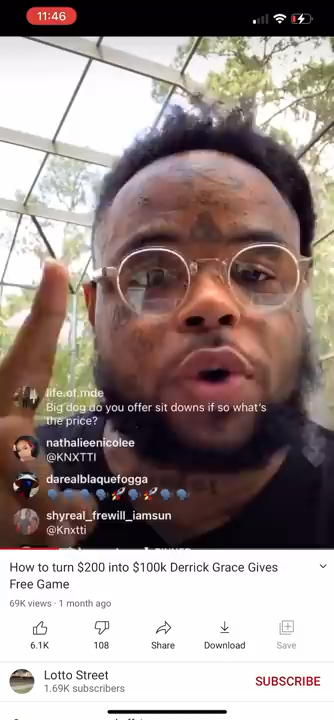 11:46
life.of.mde
Big dog do you offer sit downs if so what's
the price?
nathalieenicolee
@KNXTTI
darealblaquefogga
shyreal_frewill_iamsun
@Knxtti
How to turn $200 into $100k Derrick Grace Gives
Free Game
69K views · 1 month ago
6.1K
108
Share
Download
Save
Lotto Street
1.69K subscribers
SUBSCRIBE